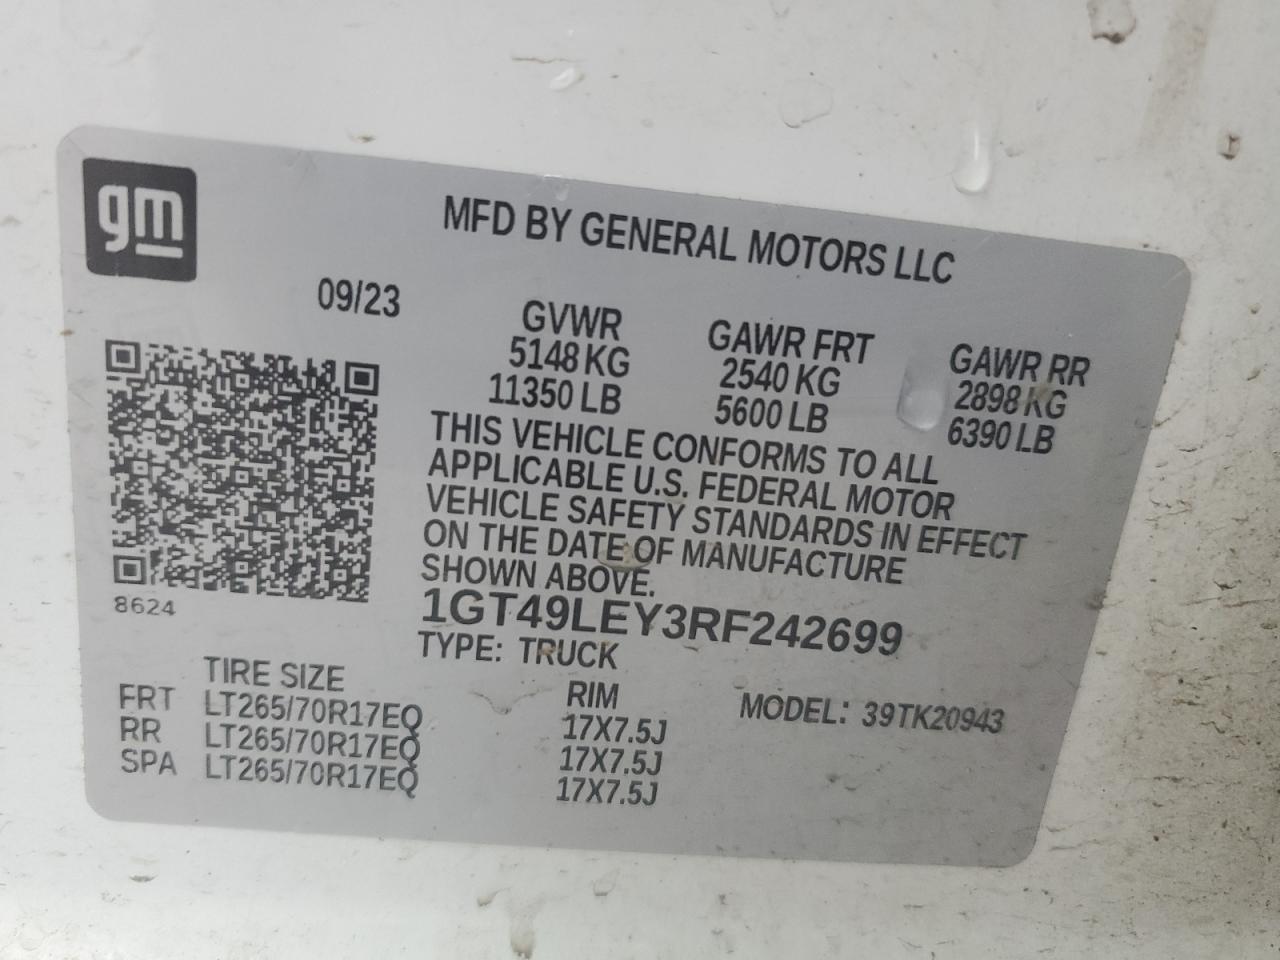 gm
MFD BY GENERAL MOTORS LLC
09/23
GVWR GAWR FRT GAWR RR
5148 KG 2540 KG 2898 KG
11350 LB 5600 LB 6390 LB
THIS VEHICLE CONFORMS TO ALL
APPLICABLE U.S. FEDERAL MOTOR
VEHICLE SAFETY STANDARDS IN EFFECT
ON THE DATE OF MANUFACTURE
SHOWN ABOVE.
8624
1GT49LEY3RF242699
TYPE: TRUCK
TIRE SIZE RIM MODEL: 39TK20943
FRT LT265/70R17EQ 17X7.5J
RR LT265/70R17EQ 17X7.5J
SPA LT265/70R17EQ 17X7.5J